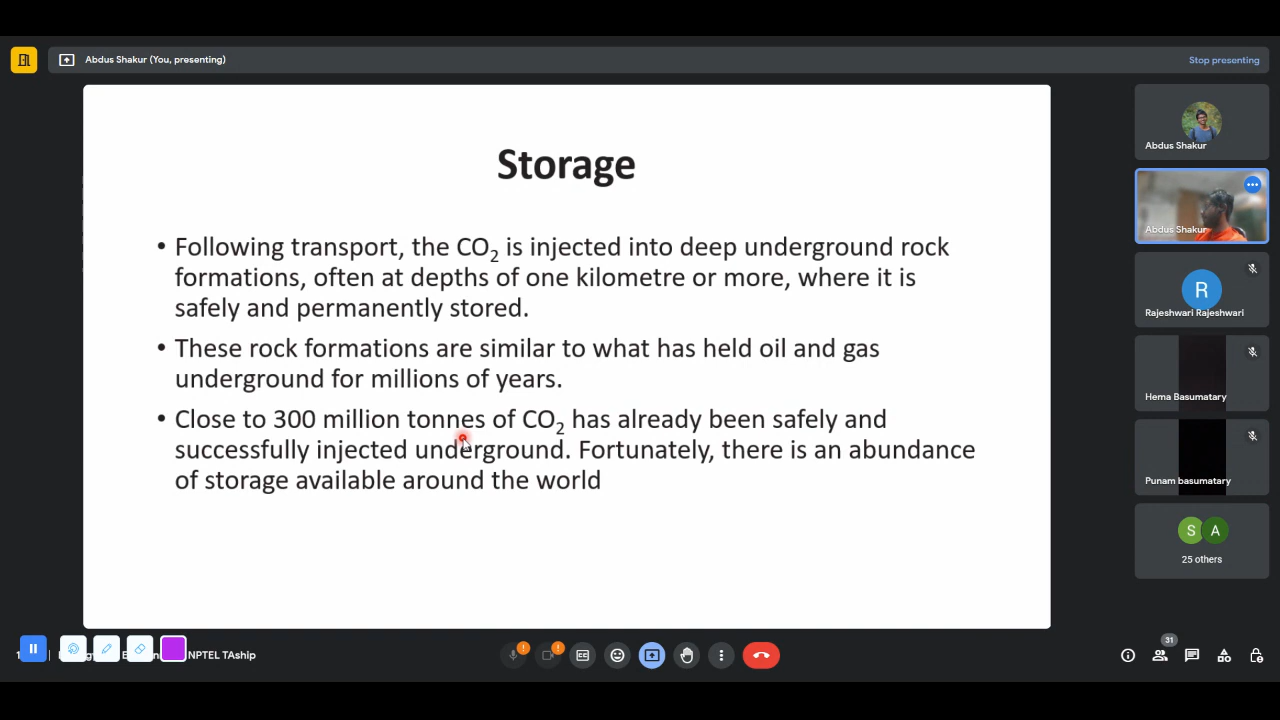 Abdus Shakur (You, presenting)
Stop presenting
Storage
• Following transport, the CO₂ is injected into deep underground rock
formations, often at depths of one kilometre or more, where it is
safely and permanently stored.
• These rock formations are similar to what has held oil and gas
underground for millions of years.
• Close to 300 million tonnes of CO₂ has already been safely and
successfully injected underground. Fortunately, there is an abundance
of storage available around the world
Abdus Shakur
Abdus Shakur
R
Rajeshwari Rajeshwari
Hema Basumatary
Punam basumatary
S A
25 others
NPTEL TAship
31